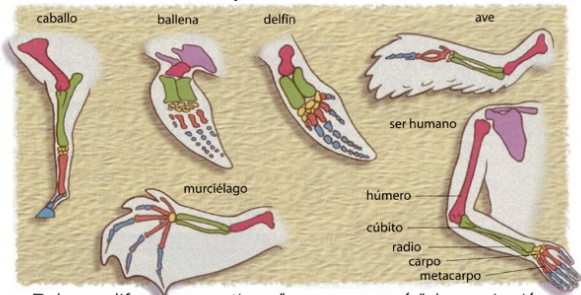 caballo
ballena
delfín
ave
ser humano
murciélago
húmero
cúbito
radio
carpo
metacarpo